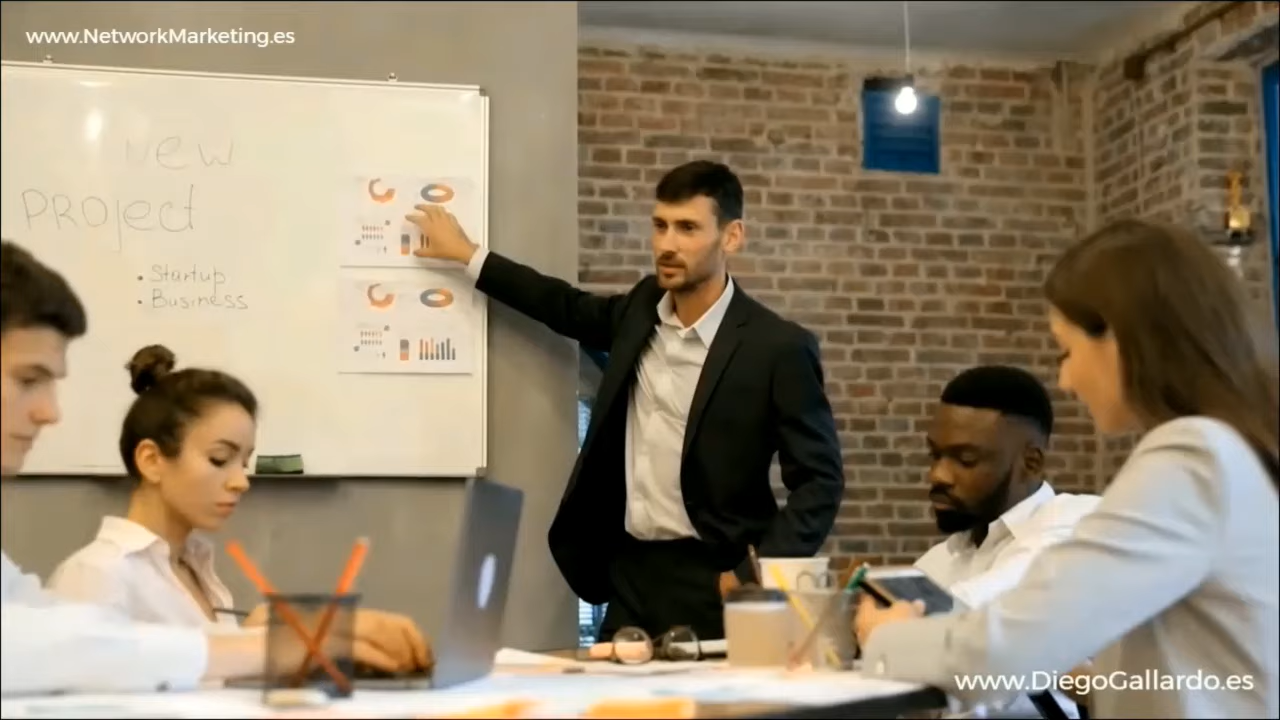 www.NetworkMarketing.es
New
PROject
• Startup
• Business
www.DiegoGallardo.es